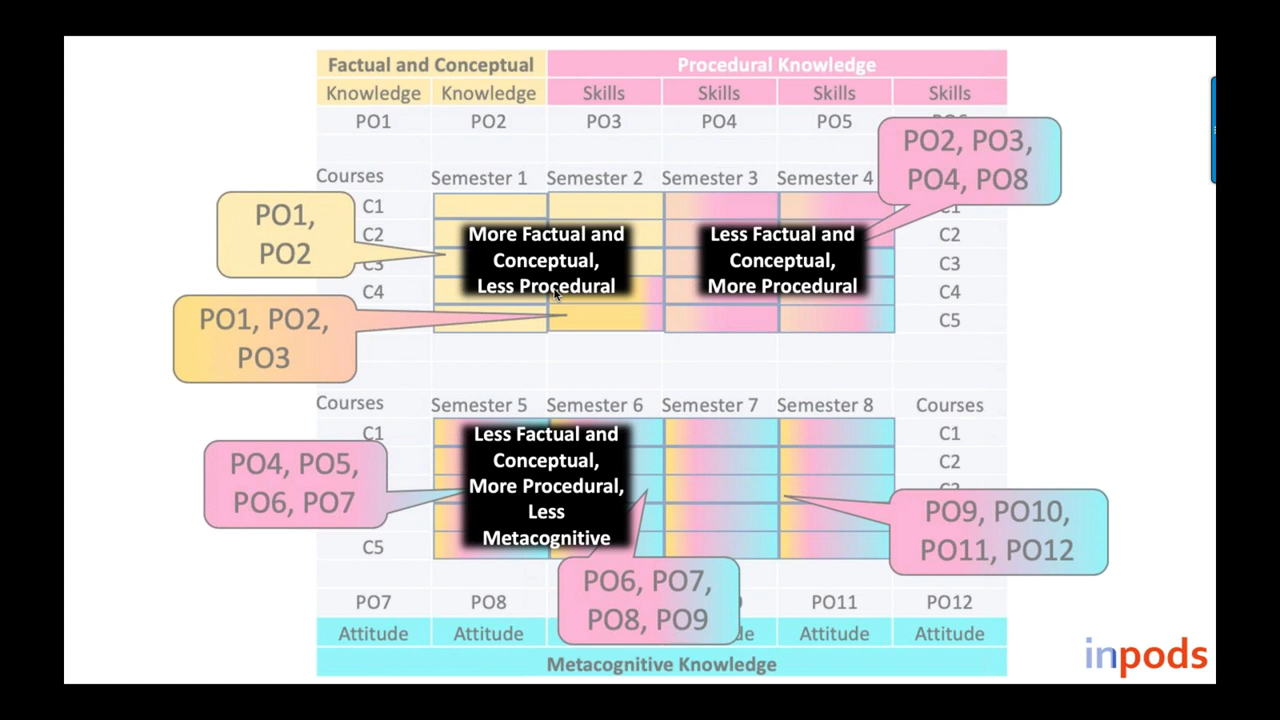 Factual and Conceptual
Procedural Knowledge
Knowledge Knowledge Skills Skills Skills Skills
PO1 PO2 PO3 PO4 PO5
PO2, PO3,
PO4, PO8
Courses Semester 1 Semester 2 Semester 3 Semester 4
PO1,
PO2
C1
C2 C2
C3 C3
C4 C4
C5
More Factual and
Conceptual,
Less Procedural
Less Factual and
Conceptual,
More Procedural
PO1, PO2,
PO3
Courses Semester 5 Semester 6 Semester 7 Semester 8 Courses
C1 C1
C2
C5
Less Factual and
Conceptual,
More Procedural,
Less
Metacognitive
PO4, PO5,
PO6, PO7
PO9, PO10,
PO11, PO12
PO6, PO7,
PO8, PO9
PO7 PO8 PO11 PO12
Attitude Attitude Attitude Attitude
Metacognitive Knowledge
inpods